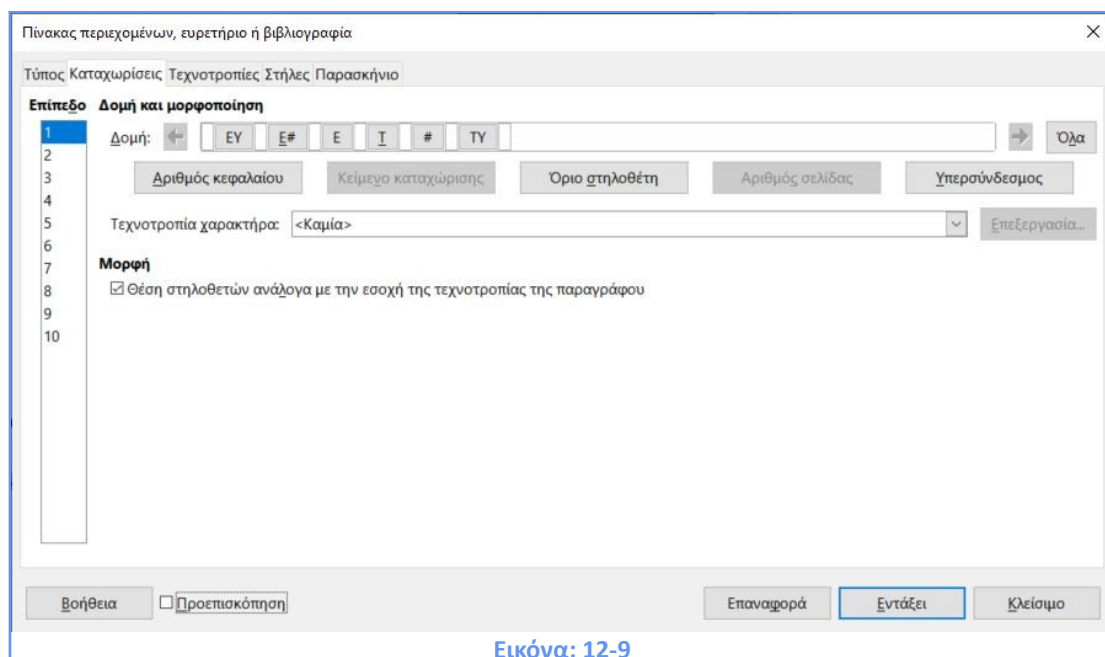 Πίνακας περιεχομένων, ευρετήριο ή βιβλιογραφία
Τύπος Καταχωρίσεις Τεχνοτροπίες Στήλες Παρασκήνιο
Επίπεδο Δομή και μορφοποίηση
1
2
3
4
5
6
7
8
9
10
Δομή: ΕΥ Ε# Ε Τ # ΤΥ Όλα
Αριθμός κεφαλαίου Κείμενο καταχώρισης Όριο στηλοθέτη Αριθμός σελίδας Υπερσύνδεσμος
Τεχνοτροπία χαρακτήρα: <Καμία> Επεξεργασία...
Μορφή
Θέση στηλοθετών ανάλογα με την εσοχή της τεχνοτροπίας της παραγράφου
Βοήθεια Προεπισκόπηση Επαναφορά Εντάξει Κλείσιμο
Εικόνα: 12-9